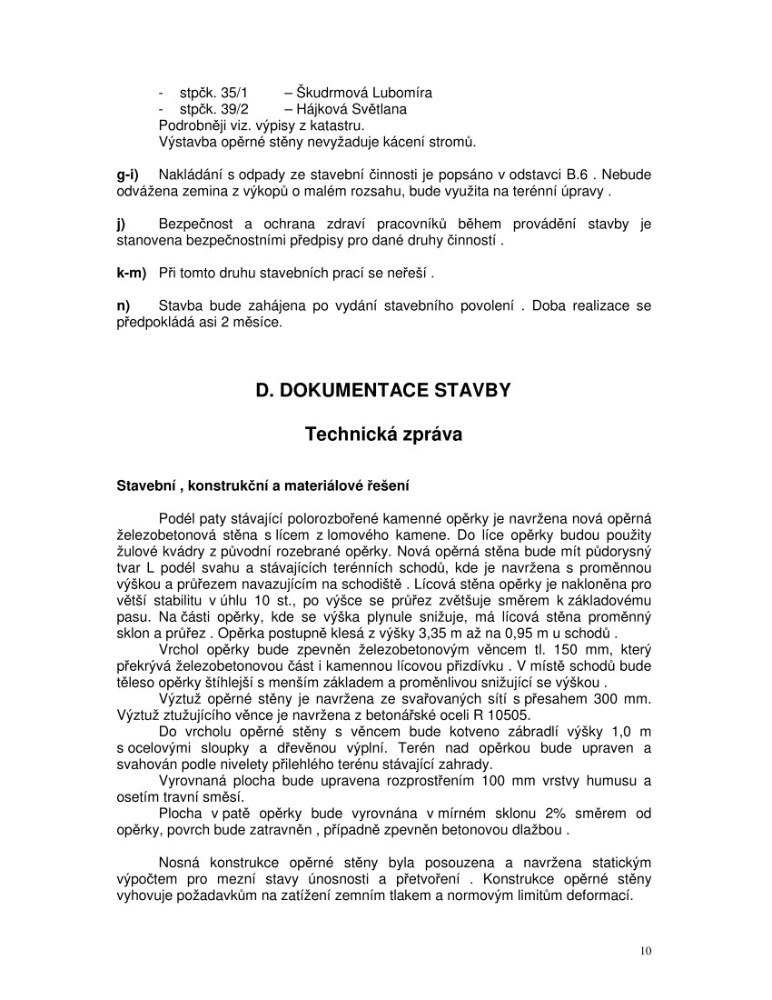 - stpčk. 35/1 – Škudrmová Lubomíra
- stpčk. 39/2 – Hájková Světlana
Podrobněji viz. výpisy z katastru.
Výstavba opěrné stěny nevyžaduje kácení stromů.
g-i) Nakládání s odpady ze stavební činnosti je popsáno v odstavci B.6 . Nebude
odvážena zemina z výkopů o malém rozsahu, bude využita na terénní úpravy .
j) Bezpečnost a ochrana zdraví pracovníků během provádění stavby je
stanovena bezpečnostními předpisy pro dané druhy činností .
k-m) Při tomto druhu stavebních prací se neřeší .
n) Stavba bude zahájena po vydání stavebního povolení . Doba realizace se
předpokládá asi 2 měsíce.
D. DOKUMENTACE STAVBY
Technická zpráva
Stavební , konstrukční a materiálové řešení
Podél paty stávající polorozbořené kamenné opěrky je navržena nová opěrná
železobetonová stěna s lícem z lomového kamene. Do líce opěrky budou použity
žulové kvádry z původní rozebrané opěrky. Nová opěrná stěna bude mít půdorysný
tvar L podél svahu a stávajících terénních schodů, kde je navržena s proměnnou
výškou a průřezem navazujícím na schodiště . Lícová stěna opěrky je nakloněna pro
větší stabilitu v úhlu 10 st., po výšce se průřez zvětšuje směrem k základovému
pasu. Na části opěrky, kde se výška plynule snižuje, má lícová stěna proměnný
sklon a průřez . Opěrka postupně klesá z výšky 3,35 m až na 0,95 m u schodů .
Vrchol opěrky bude zpevněn železobetonovým věncem tl. 150 mm, který
překrývá železobetonovou část i kamennou lícovou přizdívku . V místě schodů bude
těleso opěrky štíhlejší s menším základem a proměnlivou snižující se výškou .
Výztuž opěrné stěny je navržena ze svařovaných sítí s přesahem 300 mm.
Výztuž ztužujícího věnce je navržena z betonářské oceli R 10505.
Do vrcholu opěrné stěny s věncem bude kotveno zábradlí výšky 1,0 m
s ocelovými sloupky a dřevěnou výplní. Terén nad opěrkou bude upraven a
svahován podle nivelety přilehlého terénu stávající zahrady.
Vyrovnaná plocha bude upravena rozprostřením 100 mm vrstvy humusu a
osetím travní směsí.
Plocha v patě opěrky bude vyrovnána v mírném sklonu 2% směrem od
opěrky, povrch bude zatravněn , případně zpevněn betonovou dlažbou .
Nosná konstrukce opěrné stěny byla posouzena a navržena statickým
výpočtem pro mezní stavy únosnosti a přetvoření . Konstrukce opěrné stěny
vyhovuje požadavkům na zatížení zemním tlakem a normovým limitům deformací.
10